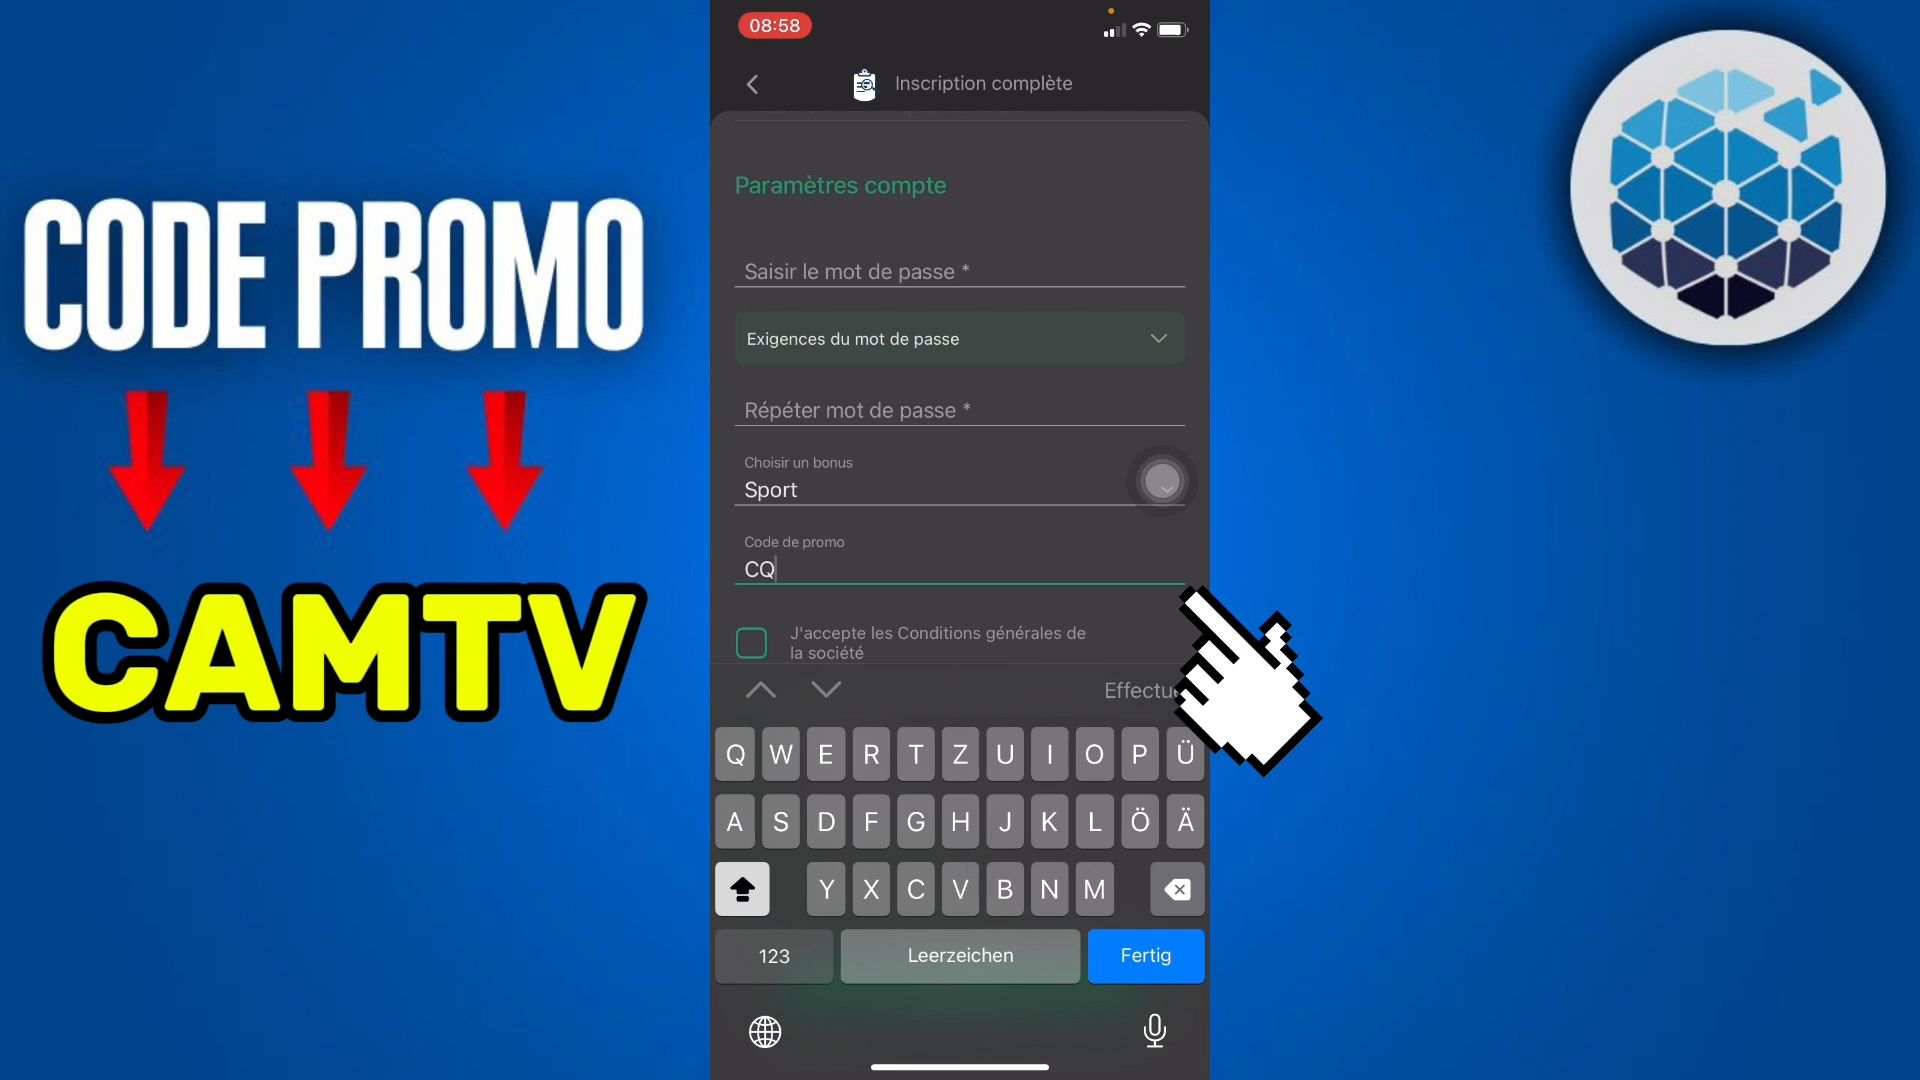 CODE PROMO
CAMTV
08:58
Inscription complète
Paramètres compte
Saisir le mot de passe *
Exigences du mot de passe
Répéter mot de passe *
Choisir un bonus
Sport
Code de promo
CQ
J'accepte les Conditions générales de
la société
Q W E R T Z U I O P Ü
A S D F G H J K L Ö Ä
Y X C V B N M
123 Leerzeichen Fertig